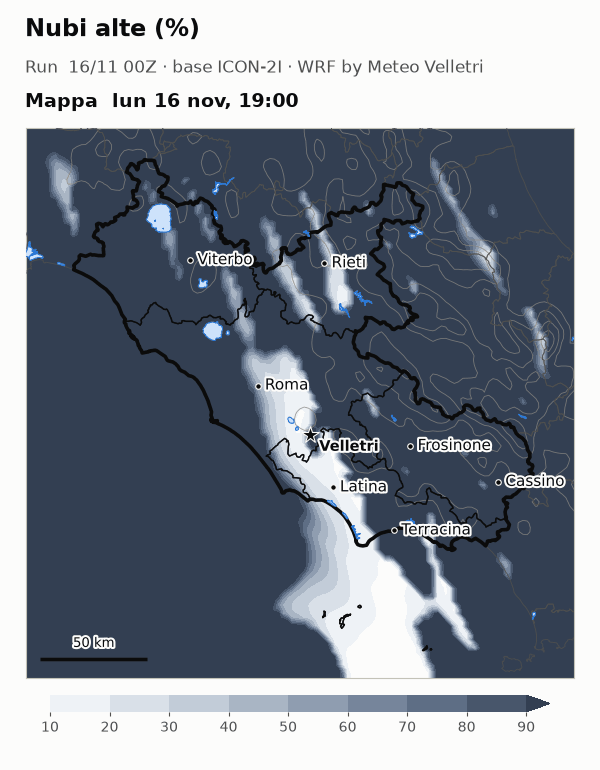 Nubi alte (%)
Run  16/11 00Z · base ICON-2I · WRF by Meteo Velletri
Mappa  lun 16 nov, 19:00
Viterbo
Rieti
Roma
Velletri
Frosinone
Cassino
Latina
Terracina
50 km
10 20 30 40 50 60 70 80 90